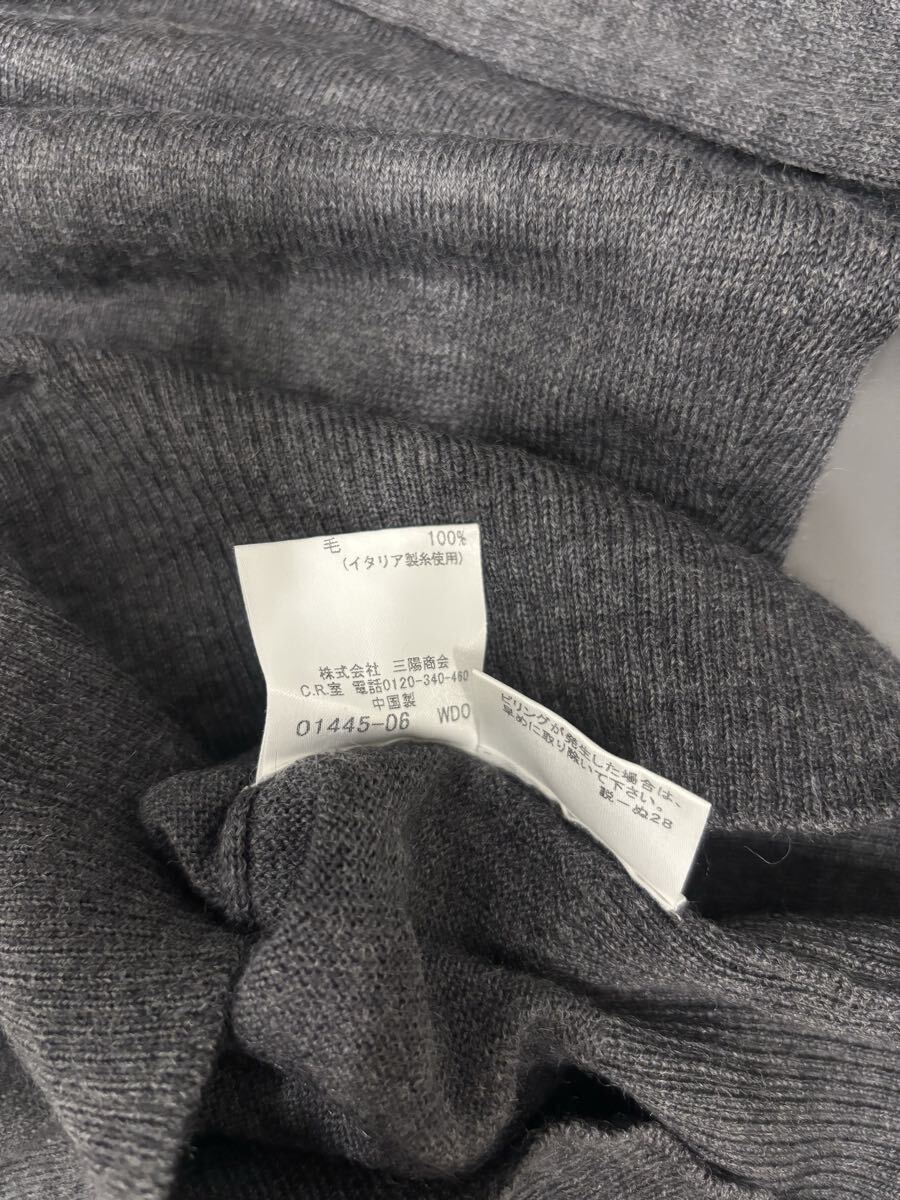 毛 100%
(イタリア製糸使用)
株式会社 三陽商会
C.R.室 電話0120-340-460
中国製
01445-06 WD0
ピリングが発生した場合は、
早めに取り除いて下さい。
毅ーぬ28